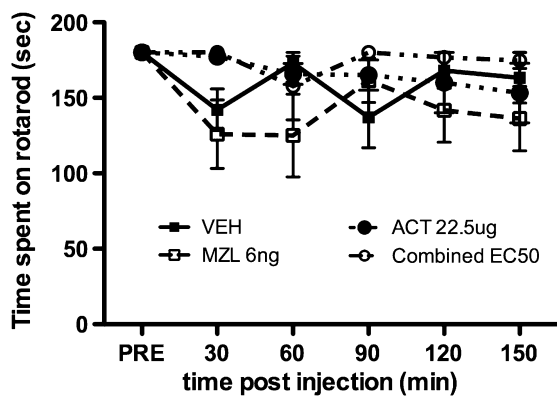 Time spent on rotarod (sec)
200
150
100
50
0
VEH
ACT 22.5ug
MZL 6ng
Combined EC50
PRE 30 60 90 120 150
time post injection (min)